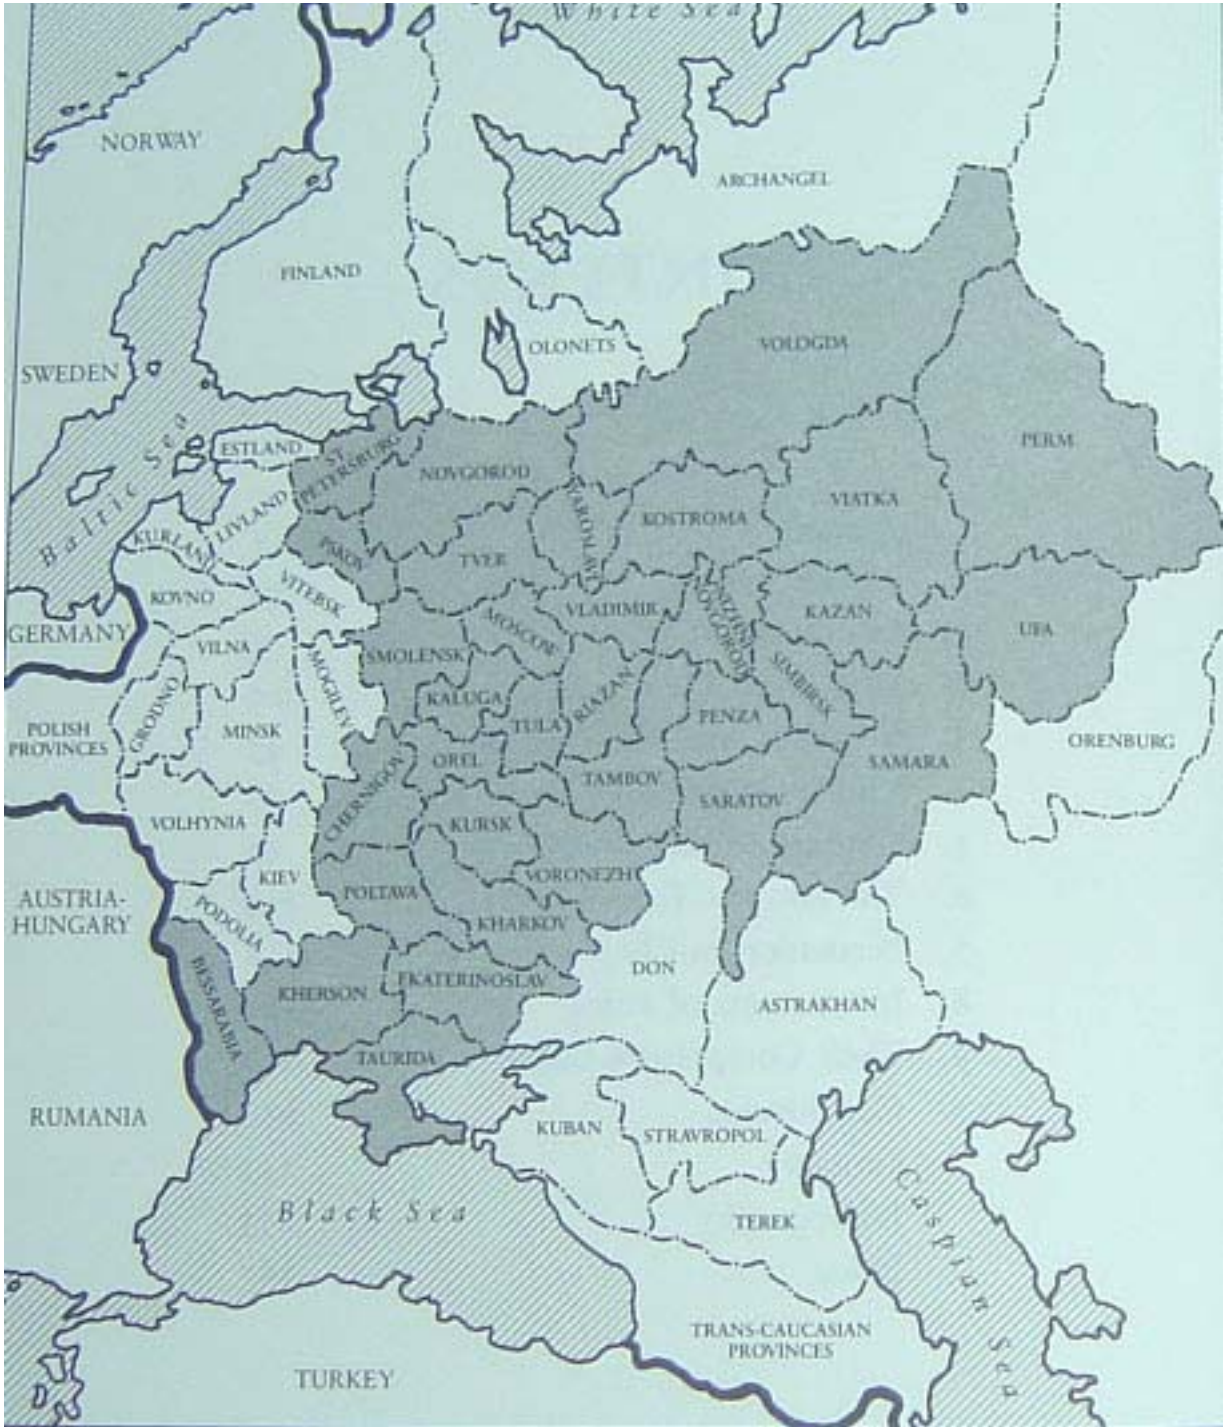 White Sea
NORWAY
ARCHANGEL
FINLAND
OLONETS
VOLOGDA
SWEDEN
Baltic Sea
ESTLAND
ST.
PETERSBURG
NOVGOROD
PERM
VIATKA
LIVLAND
IAROSLAVL
KOSTROMA
KURLAND
PSKOV
TVER
VITEBSK
KOVNO
MOSCOW
VLADIMIR
NIZHNI
NOVGOROD
KAZAN
UFA
GERMANY
VILNA
SMOLENSK
MOGILEV
SIMBIRSK
GRODNO
KALUGA
RIAZAN
PENZA
POLISH
PROVINCES
MINSK
TULA
ORENBURG
OREL
TAMBOV
SAMARA
CHERNIGOV
SARATOV
VOLHYNIA
KURSK
KIEV
VORONEZH
POLTAVA
AUSTRIA-
HUNGARY
PODOLIA
KHARKOV
DON
BESSARABIA
KHERSON
EKATERINOSLAV
ASTRAKHAN
TAURIDA
RUMANIA
KUBAN
STRAVROPOL
Black Sea
TEREK
Caspian Sea
TRANS-CAUCASIAN
PROVINCES
TURKEY